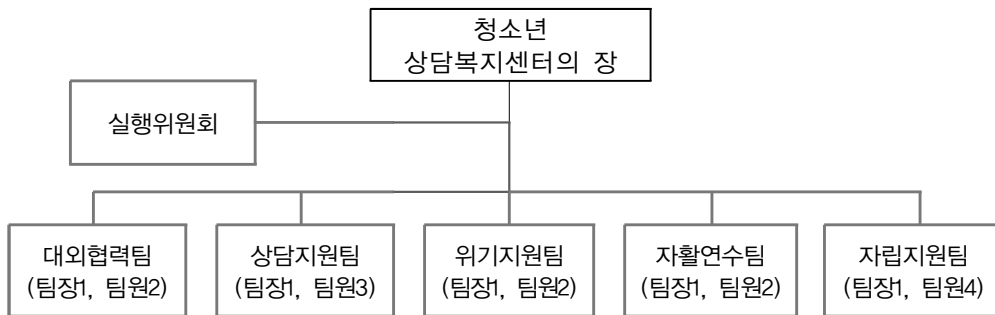 청소년
상담복지센터의 장
실행위원회
대외협력팀
(팀장1, 팀원2)
상담지원팀
(팀장1, 팀원3)
위기지원팀
(팀장1, 팀원2)
자활연수팀
(팀장1, 팀원2)
자립지원팀
(팀장1, 팀원4)